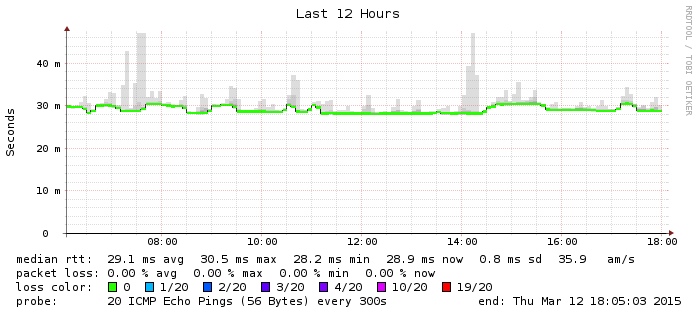 Last 12 Hours
RRDTOOL / TOBI OETIKER
Seconds
40 m
30 m
20 m
10 m
0
08:00 10:00 12:00 14:00 16:00 18:00
median rtt: 29.1 ms avg 30.5 ms max 28.2 ms min 28.9 ms now 0.8 ms sd 35.9 am/s
packet loss: 0.00 % avg 0.00 % max 0.00 % min 0.00 % now
loss color: 0 1/20 2/20 3/20 4/20 10/20 19/20
probe: 20 ICMP Echo Pings (56 Bytes) every 300s end: Thu Mar 12 18:05:03 2015